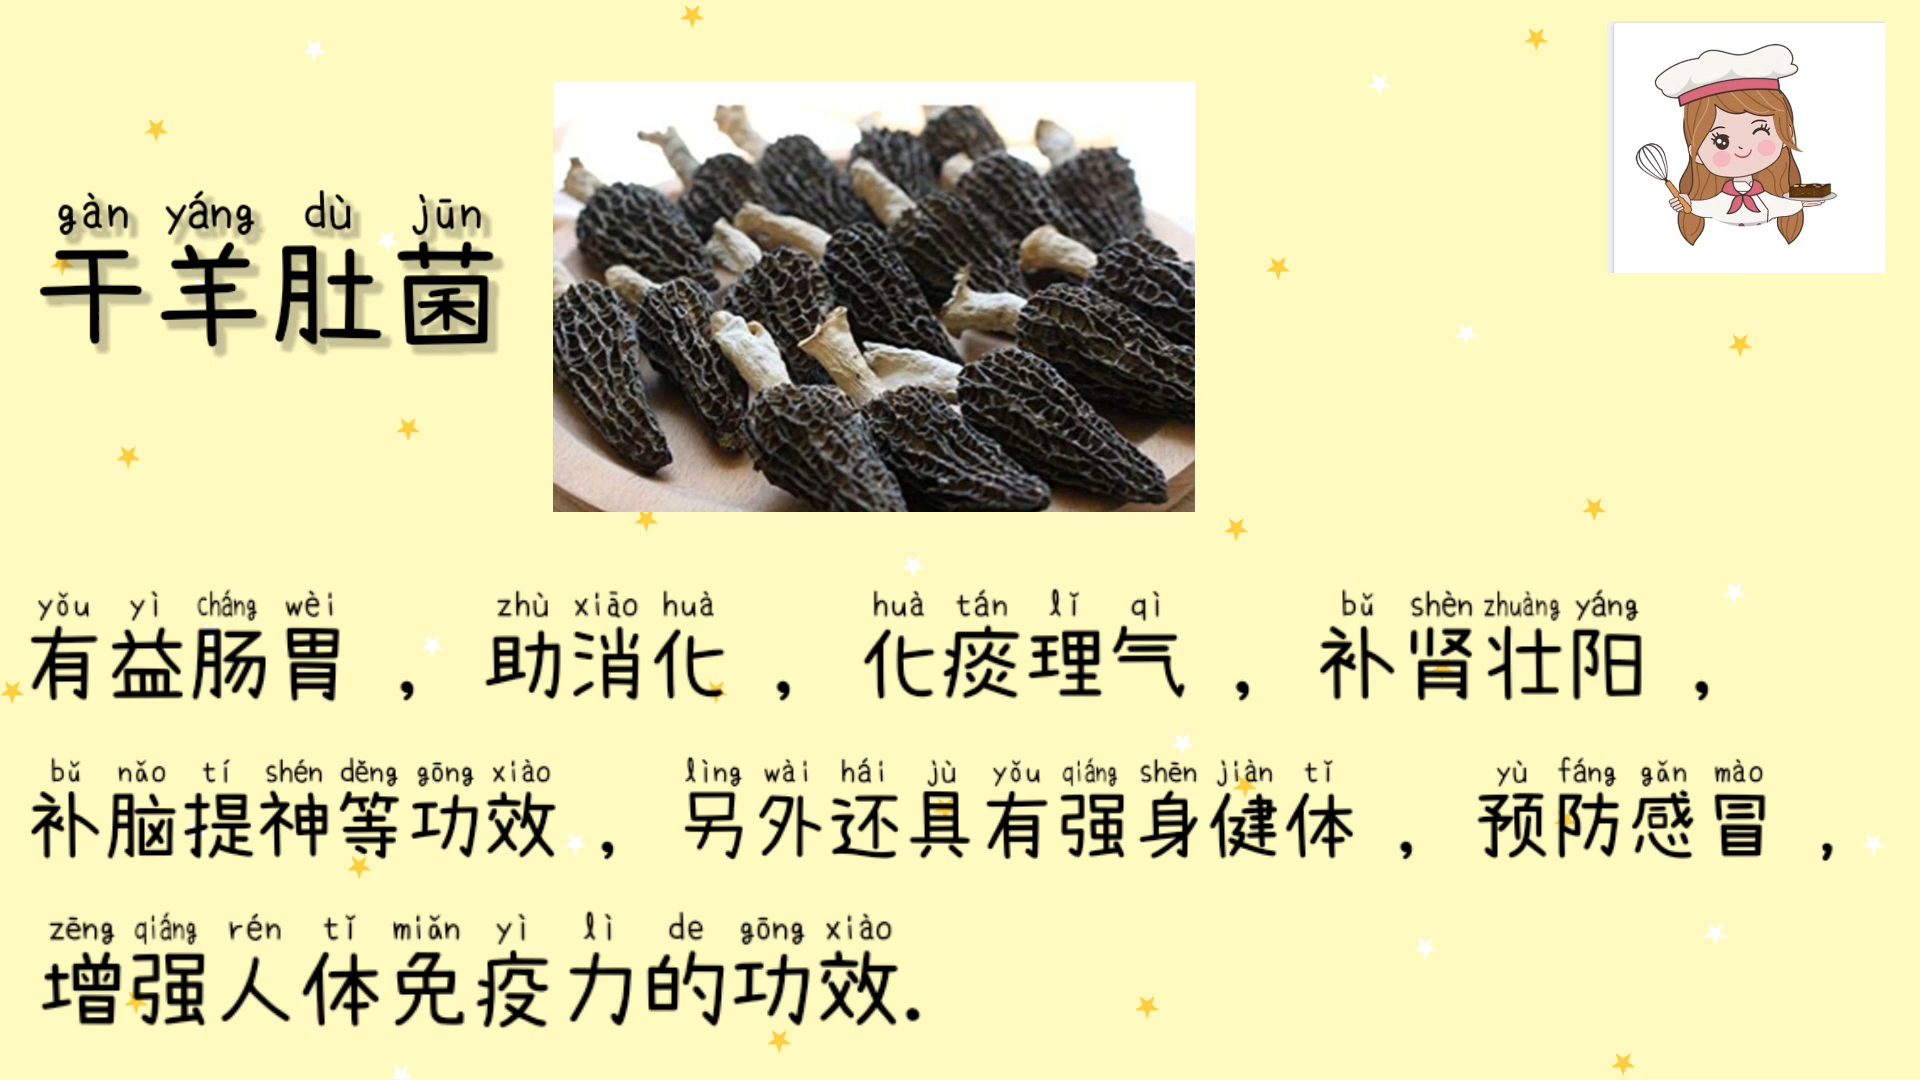 gàn yáng dù jūn
干羊肚菌
yǒu yì cháng wèi zhù xiāo huà huà tán lǐ qì bǔ shèn zhuàng yáng
有益肠胃，助消化，化痰理气，补肾壮阳，
bǔ nǎo tí shén děng gōng xiào lìng wài hái jù yǒu qiáng shēn jiàn tǐ yù fáng gǎn mào
补脑提神等功效，另外还具有强身健体，预防感冒，
zēng qiáng rén tǐ miǎn yì lì de gōng xiào
增强人体免疫力的功效.